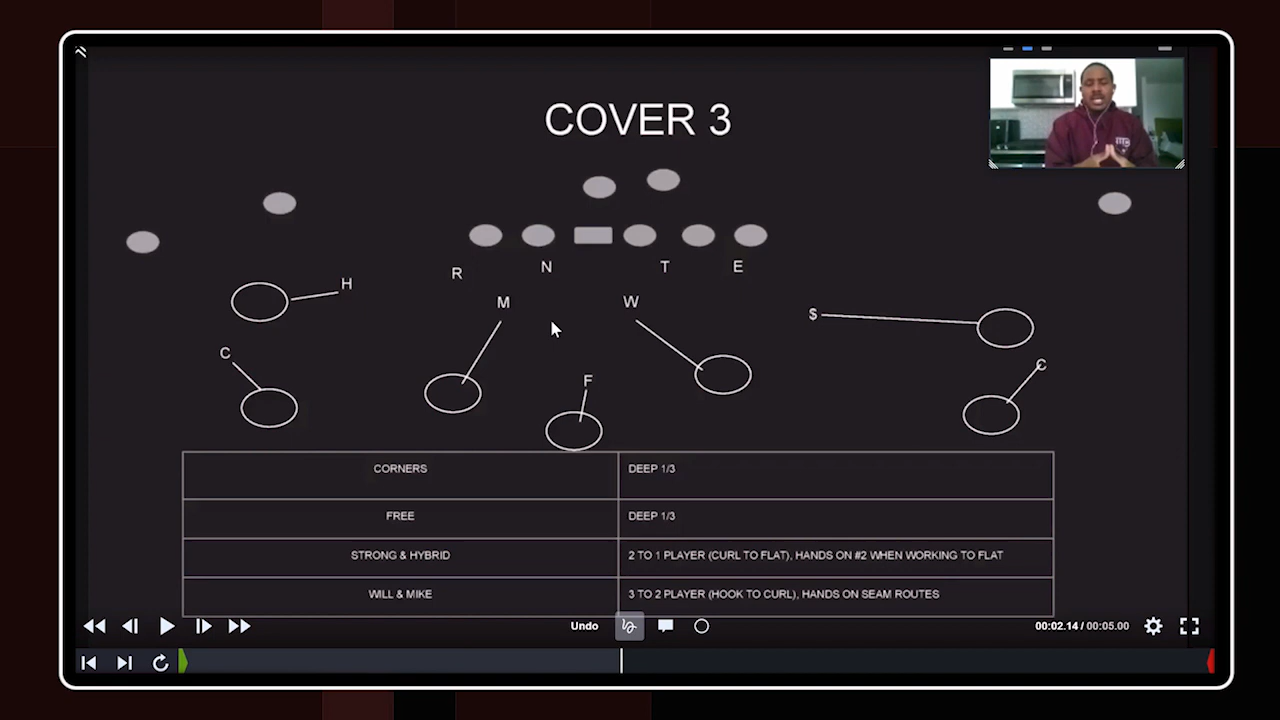 COVER 3
R N T E
H M W $
C F C
CORNERS DEEP 1/3
FREE DEEP 1/3
STRONG & HYBRID 2 TO 1 PLAYER (CURL TO FLAT), HANDS ON #2 WHEN WORKING TO FLAT
WILL & MIKE 3 TO 2 PLAYER (HOOK TO CURL), HANDS ON SEAM ROUTES
Undo 00:02.14 / 00:05.00